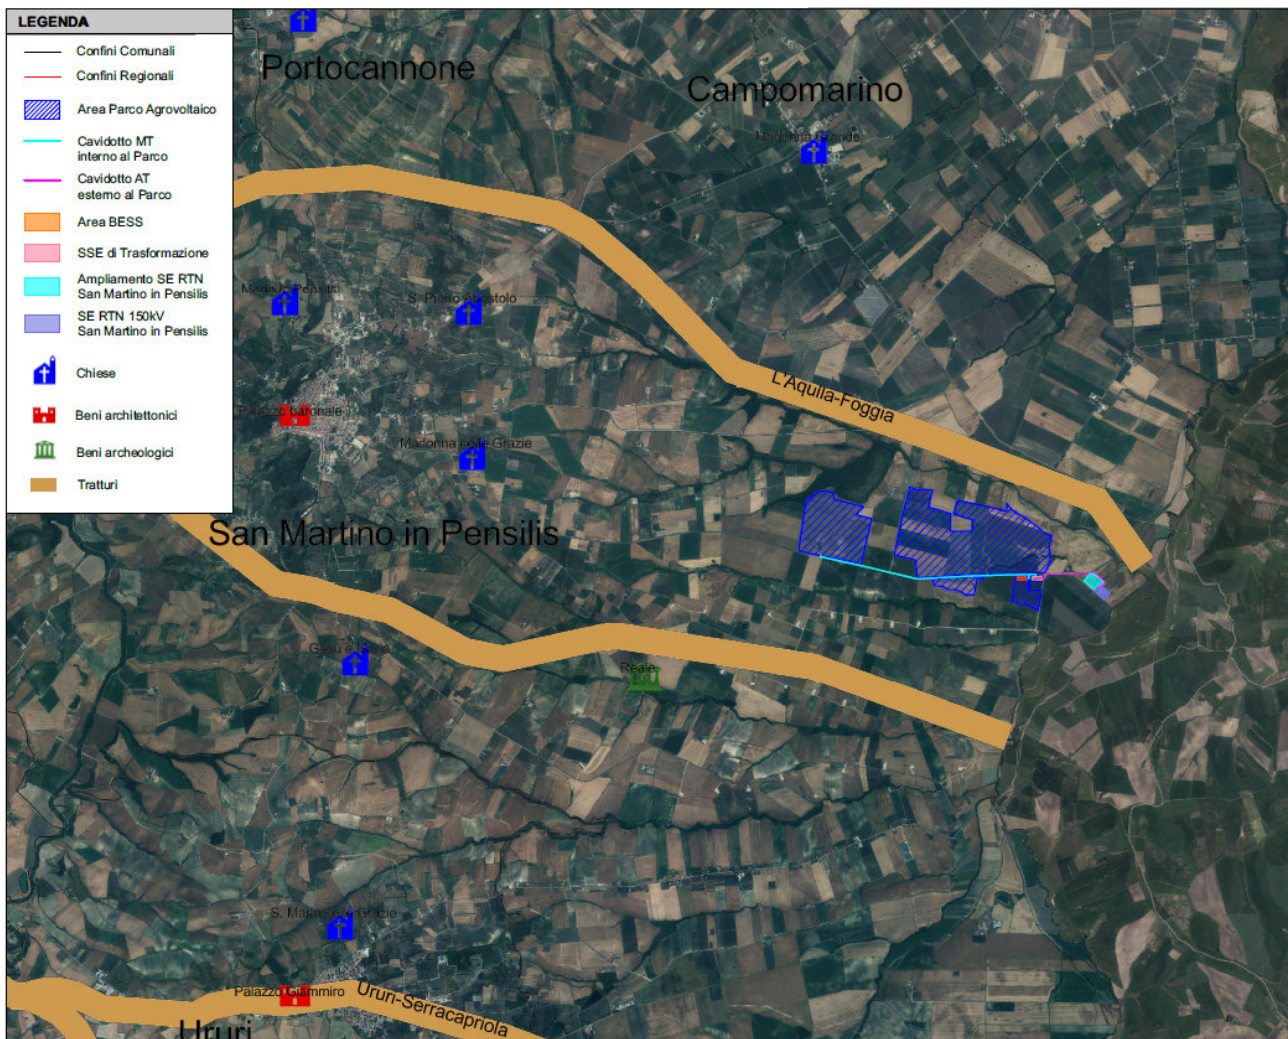 LEGENDA
Confini Comunali
Confini Regionali
Area Parco Agrovoltaico
Cavidotto MT
interno al Parco
Cavidotto AT
esterno al Parco
Area BESS
SSE di Trasformazione
Ampliamento SE RTN
San Martino in Pensilis
SE RTN 150kV
San Martino in Pensilis
Chiese
Beni architettonici
Beni archeologici
Tratturi
Portocannone
Campomarino
Madonna Grande
S. Pietro Apostolo
L'Aquila-Foggia
Palazzo baronale
Madonna delle Grazie
San Martino in Pensilis
Reale
Palazzo Giammiro
Ururi-Serracapriola
Ururi